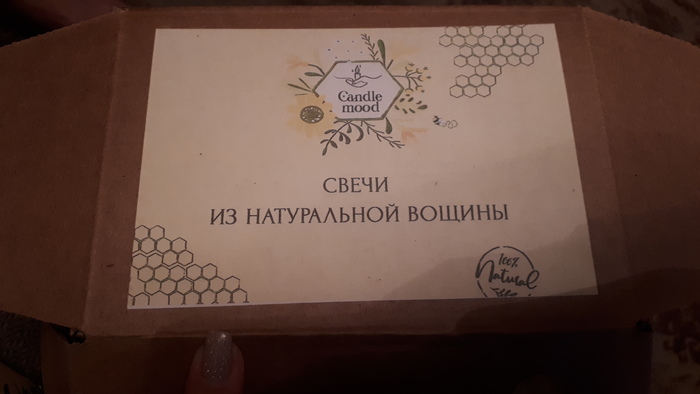 Candle
mood
СВЕЧИ
ИЗ НАТУРАЛЬНОЙ ВОЩИНЫ
100%
Natural